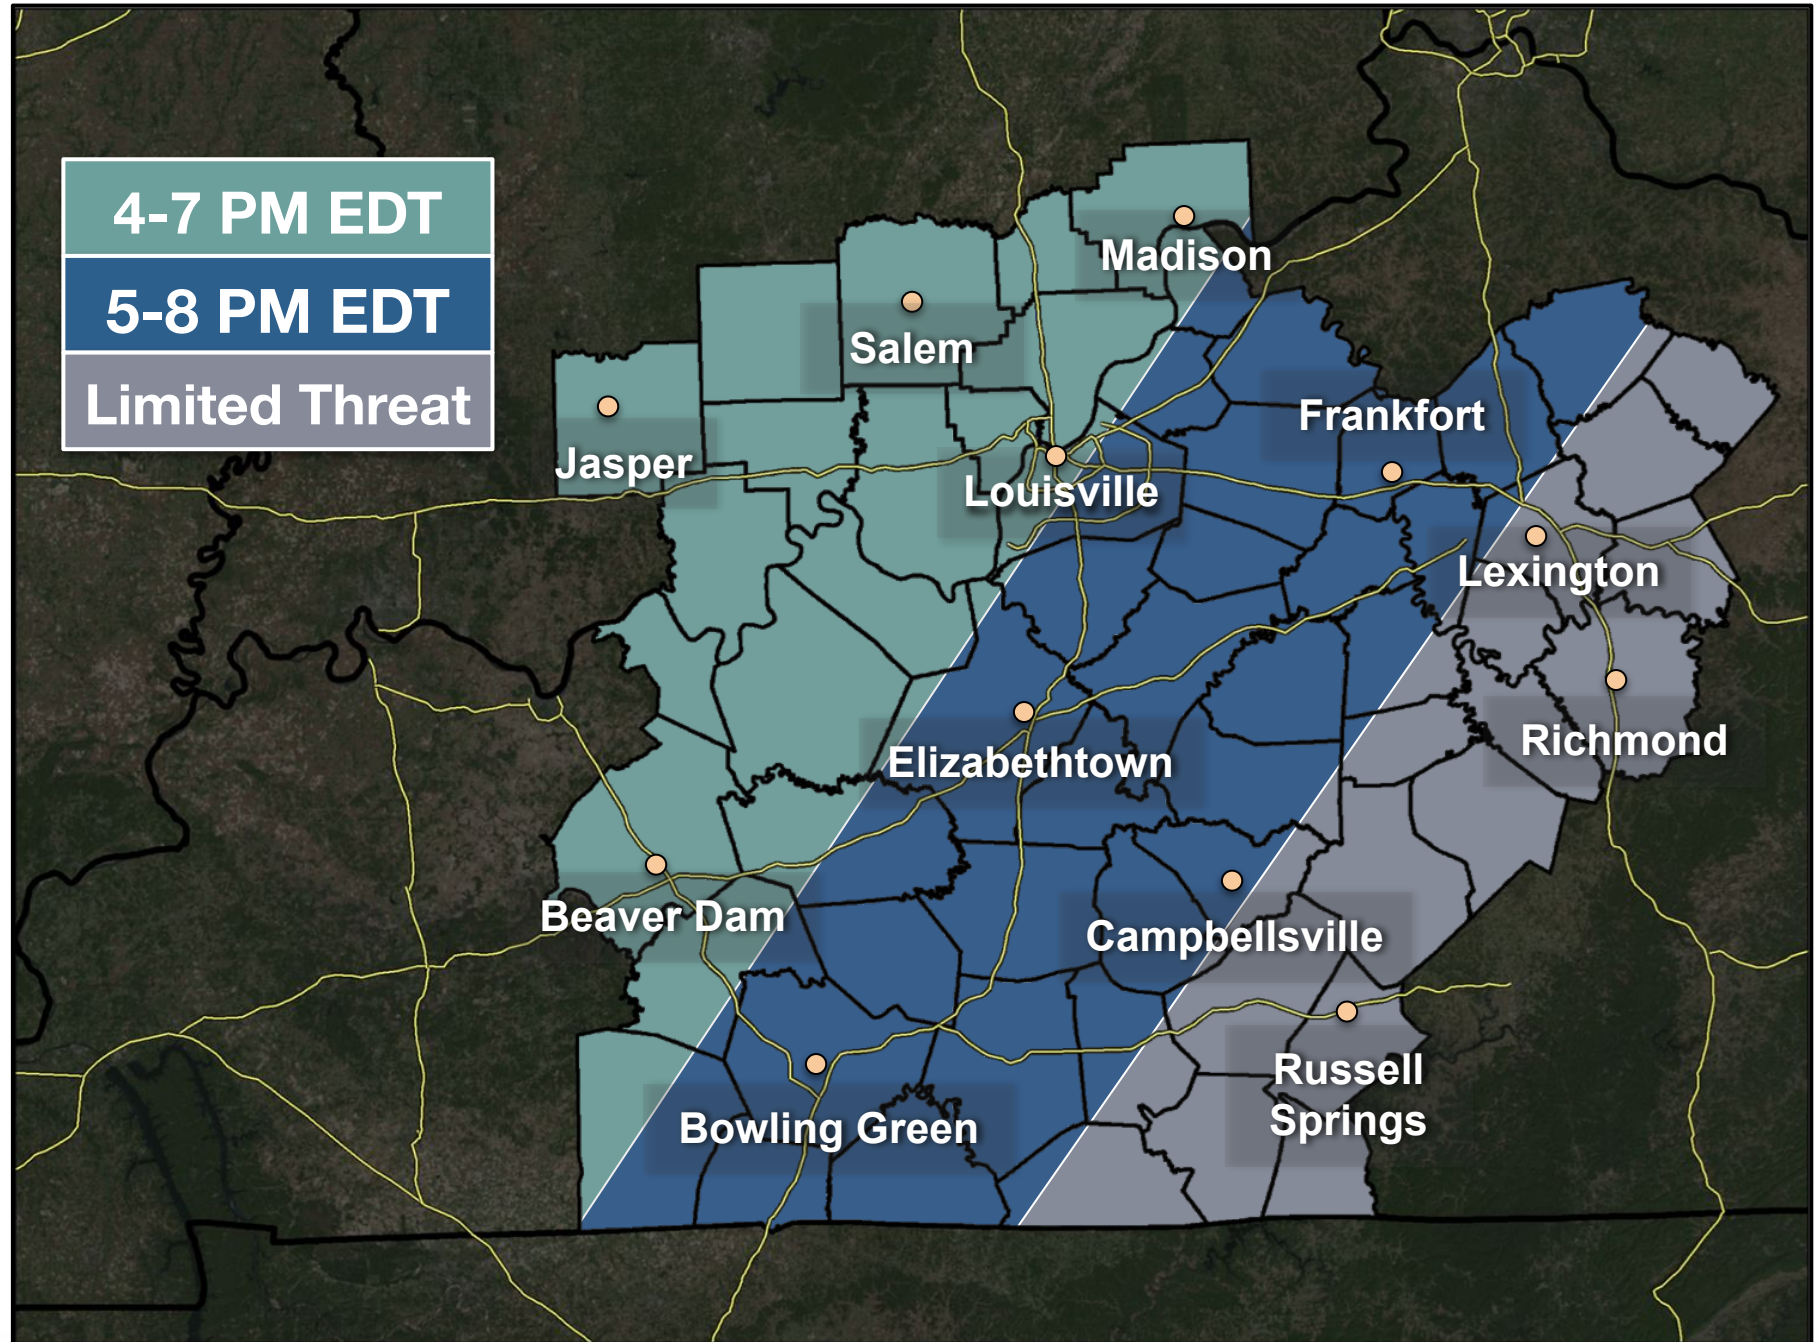 4-7 PM EDT
5-8 PM EDT
Limited Threat
Madison
Salem
Jasper
Frankfort
Louisville
Lexington
Richmond
Elizabethtown
Beaver Dam
Campbellsville
Russell
Springs
Bowling Green